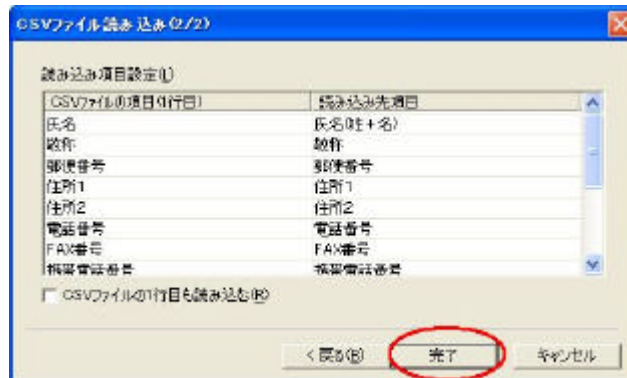 CSVファイル読み込み(2/2)
読み込み項目設定(L)
CSVファイルの項目(1行目) 読み込み先項目
氏名 氏名(姓+名)
敬称 敬称
郵便番号 郵便番号
住所1 住所1
住所2 住所2
電話番号 電話番号
FAX番号 FAX番号
携帯電話番号 携帯電話番号
CSVファイルの1行目も読み込む(R)
< 戻る(B) 完了 キャンセル